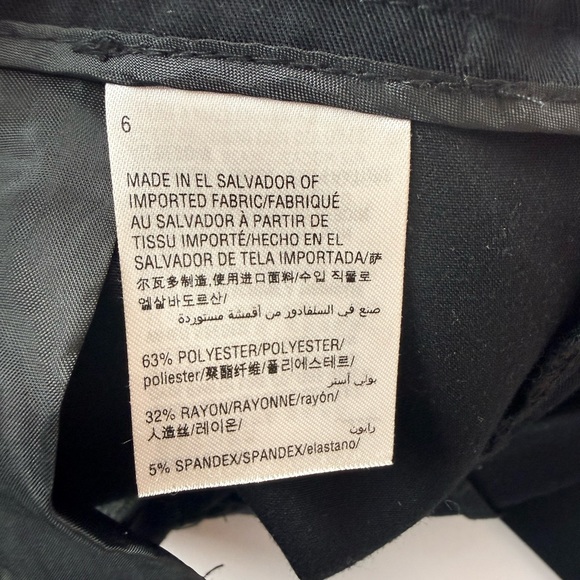 6
MADE IN EL SALVADOR OF
IMPORTED FABRIC/FABRIQUÉ
AU SALVADOR À PARTIR DE
TISSU IMPORTÉ/HECHO EN EL
SALVADOR DE TELA IMPORTADA/萨
尔瓦多制造,使用进口面料/수입 직물로
엘살바도르산/
صنع في السلفادور من أقمشة مستوردة
63% POLYESTER/POLYESTER/
poliester/聚酯纤维/폴리에스테르/
بولي أستر
32% RAYON/RAYONNE/rayón/
人造丝/레이온/
رايون
5% SPANDEX/SPANDEX/elastano/